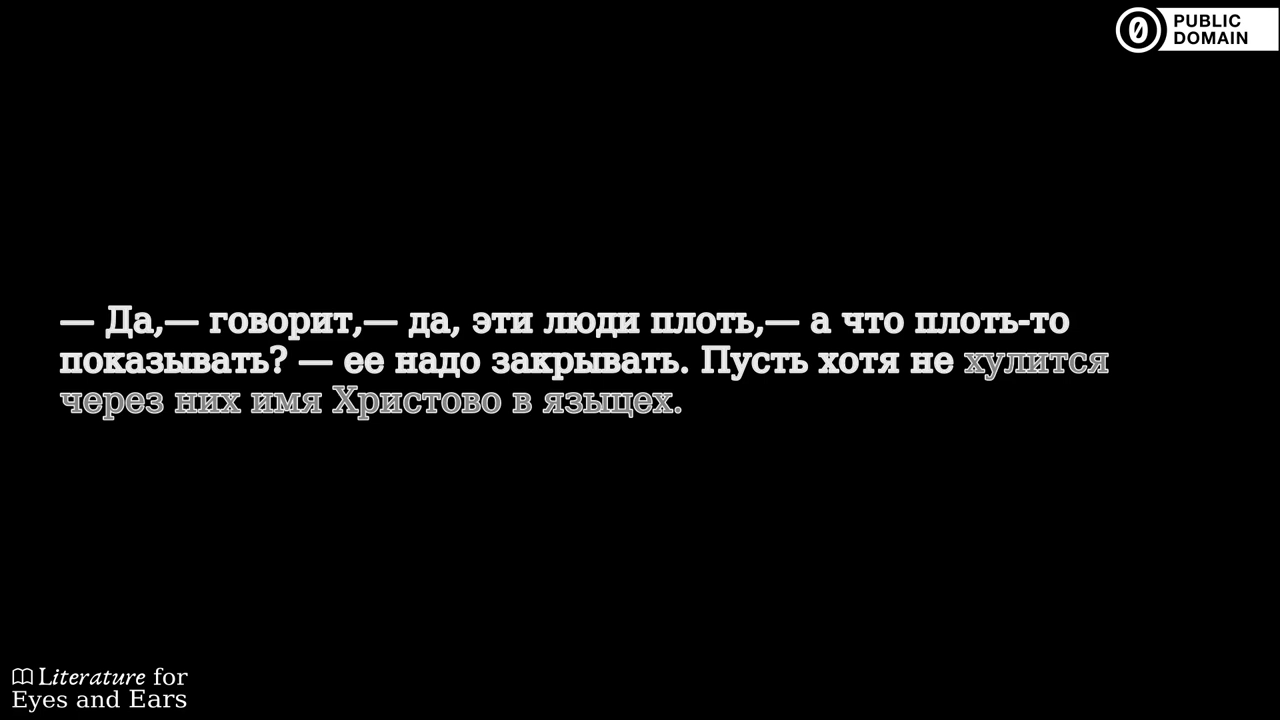 PUBLIC
DOMAIN
— Да,— говорит,— да, эти люди плоть,— а что плоть-то
показывать? — ее надо закрывать. Пусть хотя не хулится
через них имя Христово в языцех.
Literature for
Eyes and Ears